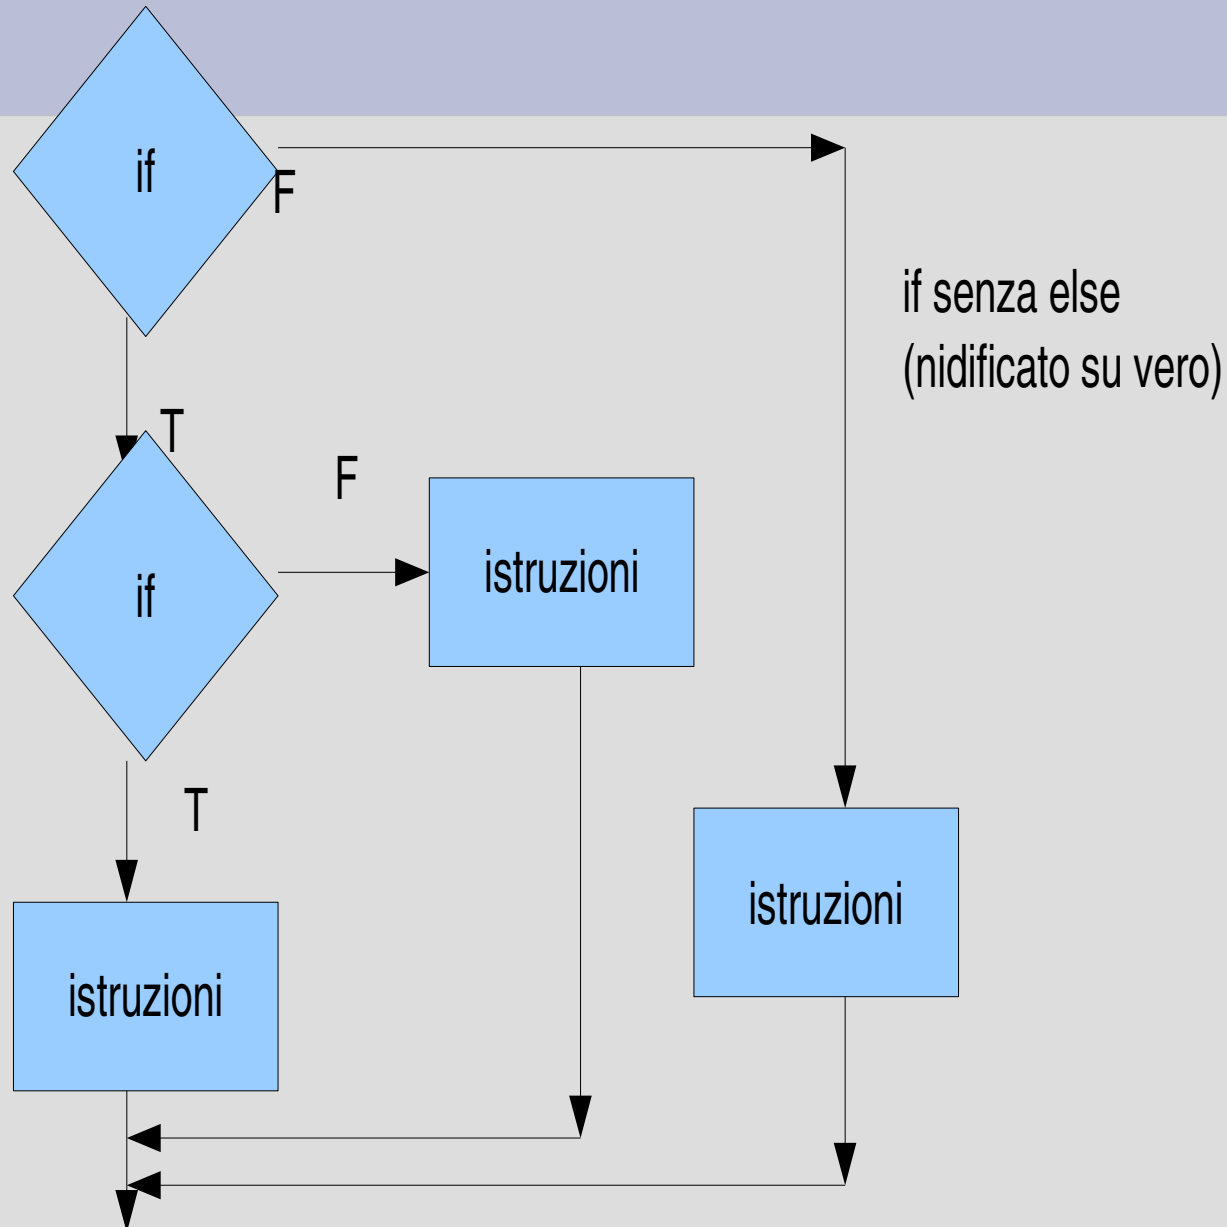 if
F
if senza else
(nidificato su vero)
T
F
istruzioni
if
T
istruzioni
istruzioni